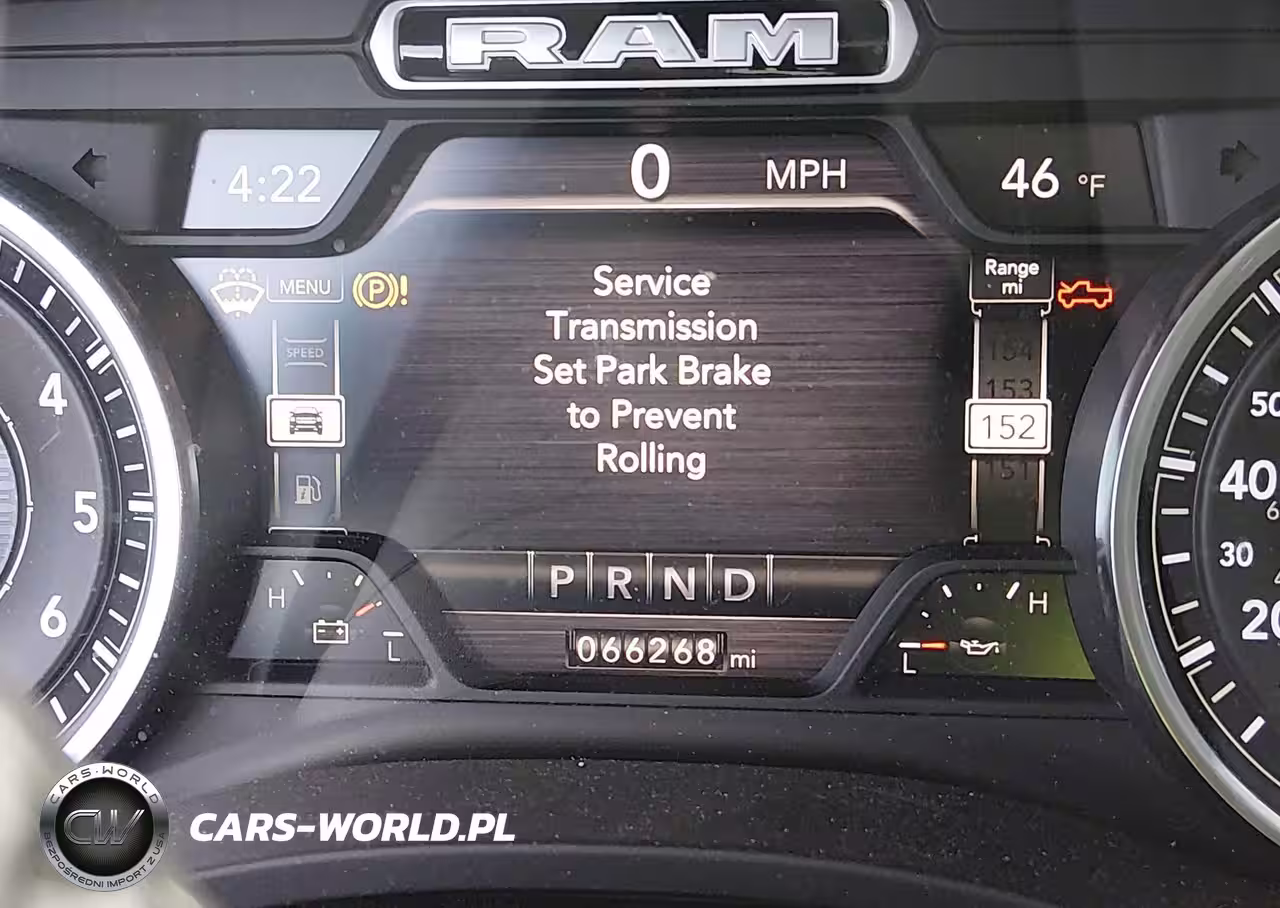 RAM
4:22
0 MPH
46 °F
MENU
Range
mi
SPEED
Service
Transmission
Set Park Brake
to Prevent
Rolling
P!
154
153
152
151
4
5
6
50
40
30
20
6
H
L
P R N D
066268 mi
H
L
CARS-WORLD
CW
BEZPOŚREDNI IMPORT Z USA
CARS-WORLD.PL